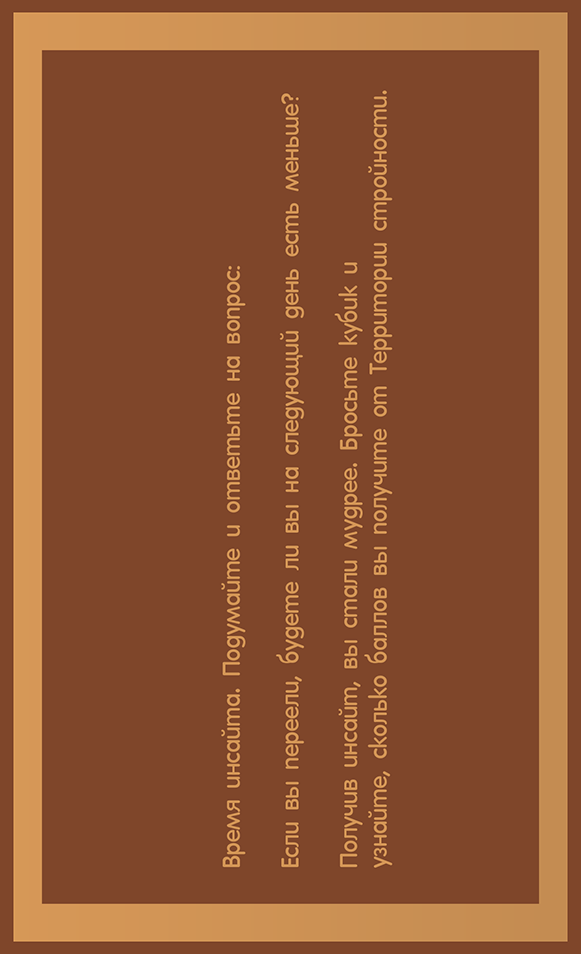 Время инсайта. Подумайте и ответьте на вопрос:
Если вы переели, будете ли вы на следующий день есть меньше?
Получив инсайт, вы стали мудрее. Бросьте кубик и
узнайте, сколько баллов вы получите от Территории стройности.